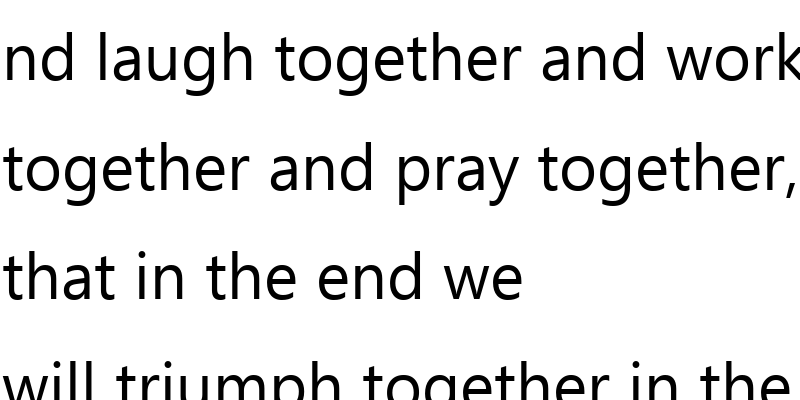 nd laugh together and work
together and pray together,
that in the end we
will triumph together in the